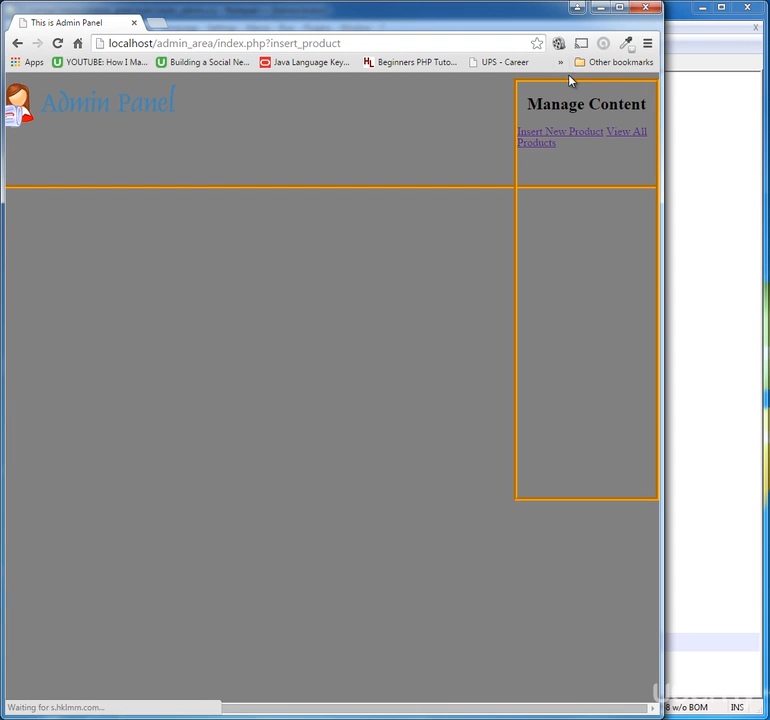 This is Admin Panel
localhost/admin_area/index.php?insert_product
Apps YOUTUBE: How I Ma... Building a Social Ne... Java Language Key... HL Beginners PHP Tuto... UPS - Career » Other bookmarks
Admin Panel
Manage Content
Insert New Product View All
Products
Waiting for s.hklmm.com...
8 w/o BOM INS